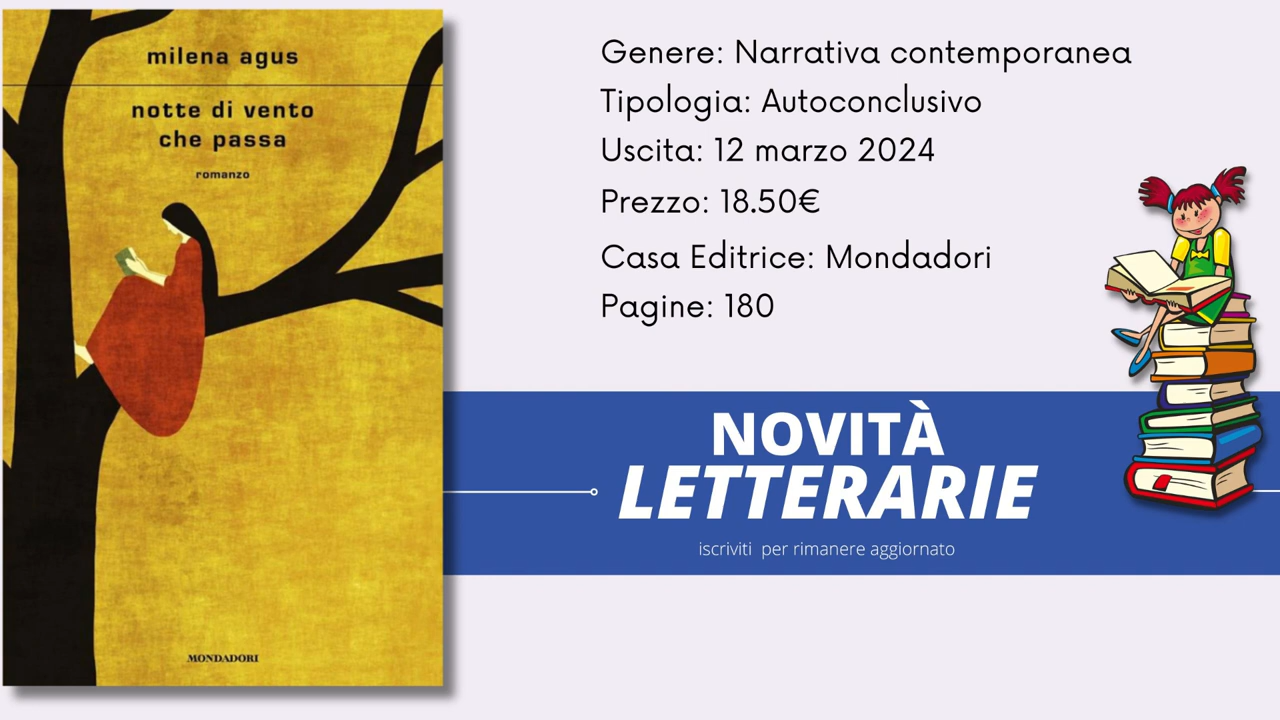 milena agus
notte di vento
che passa
romanzo
MONDADORI
Genere: Narrativa contemporanea
Tipologia: Autoconclusivo
Uscita: 12 marzo 2024
Prezzo: 18.50€
Casa Editrice: Mondadori
Pagine: 180
NOVITÀ
LETTERARIE
iscriviti per rimanere aggiornato